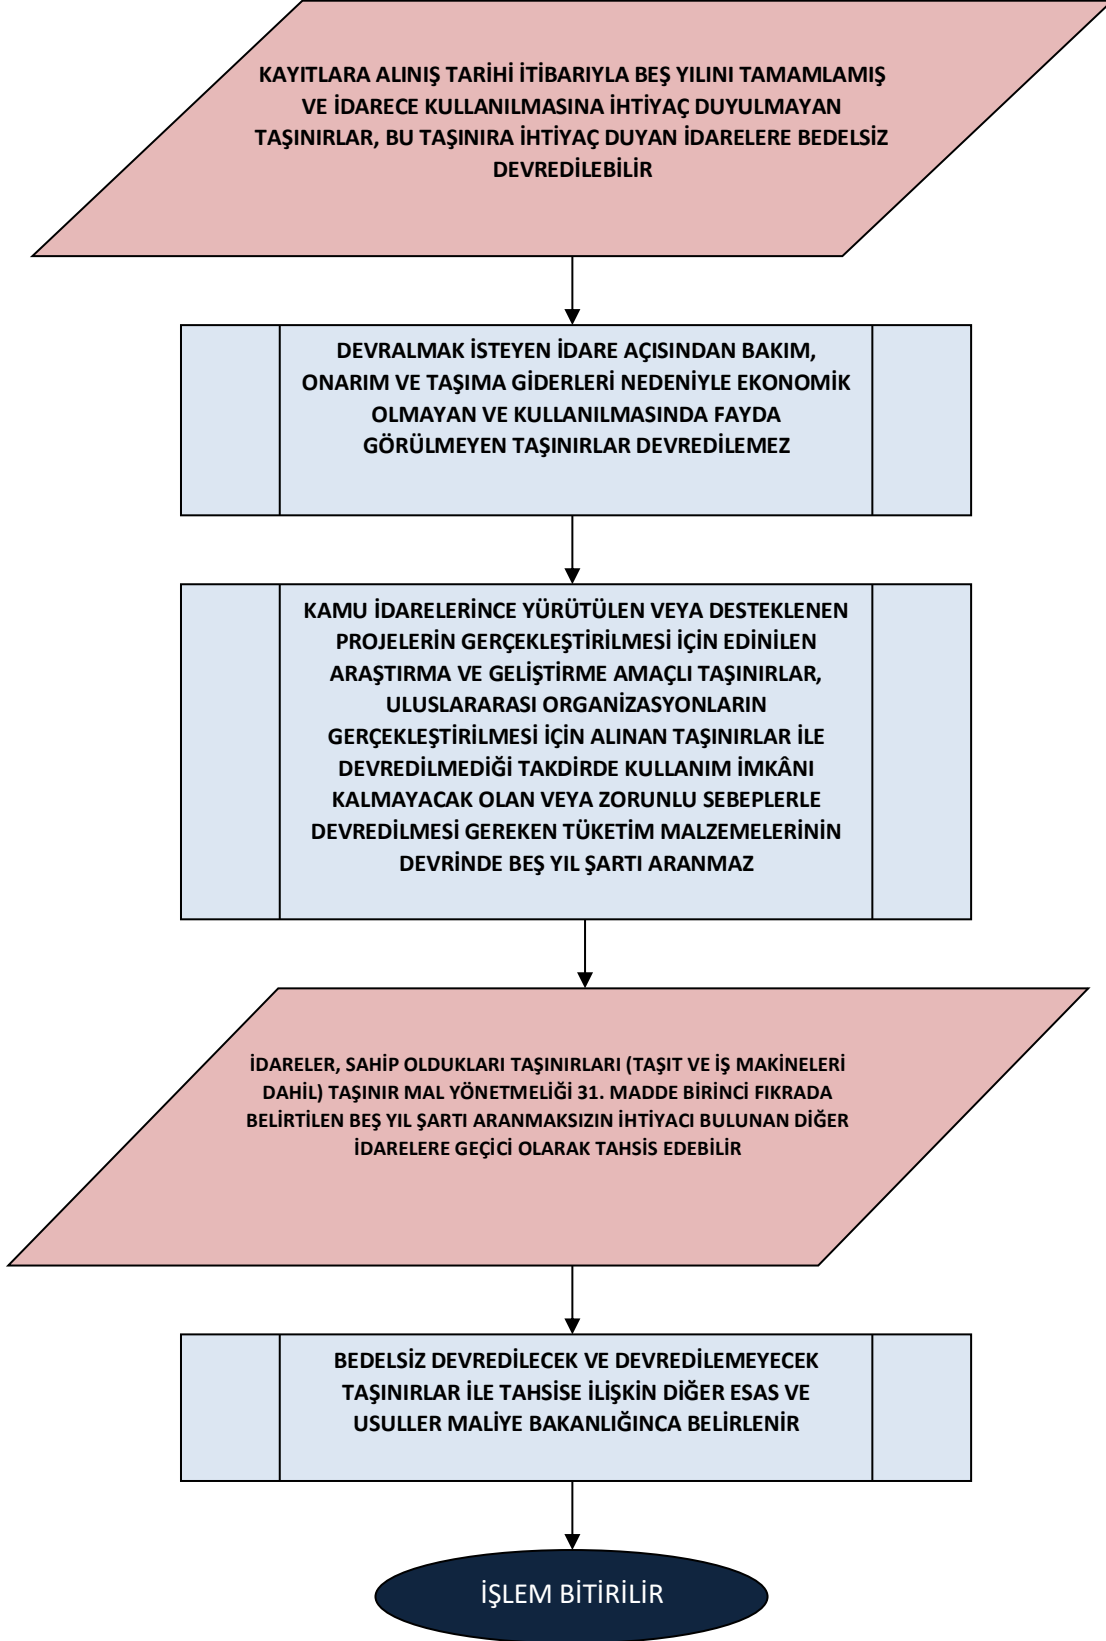 KAYITLARA ALINIŞ TARİHİ İTİBARIYLA BEŞ YILINI TAMAMLAMIŞ
VE İDARECE KULLANILMASINA İHTİYAÇ DUYULMAYAN
TAŞINIRLAR, BU TAŞINIRA İHTİYAÇ DUYAN İDARELERE BEDELSİZ
DEVREDİLEBİLİR
DEVRALMAK İSTEYEN İDARE AÇISINDAN BAKIM,
ONARIM VE TAŞIMA GİDERLERİ NEDENİYLE EKONOMİK
OLMAYAN VE KULLANILMASINDA FAYDA
GÖRÜLMEYEN TAŞINIRLAR DEVREDİLEMEZ
KAMU İDARELERİNCE YÜRÜTÜLEN VEYA DESTEKLENEN
PROJELERİN GERÇEKLEŞTİRİLMESİ İÇİN EDİNİLEN
ARAŞTIRMA VE GELİŞTİRME AMAÇLI TAŞINIRLAR,
ULUSLARARASI ORGANİZASYONLARIN
GERÇEKLEŞTİRİLMESİ İÇİN ALINAN TAŞINIRLAR İLE
DEVREDİLMEDİĞİ TAKDİRDE KULLANIM İMKÂNI
KALMAYACAK OLAN VEYA ZORUNLU SEBEPLERLE
DEVREDİLMESİ GEREKEN TÜKETİM MALZEMELERİNİN
DEVRİNDE BEŞ YIL ŞARTI ARANMAZ
İDARELER, SAHİP OLDUKLARI TAŞINIRLARI (TAŞIT VE İŞ MAKİNELERİ
DAHİL) TAŞINIR MAL YÖNETMELİĞİ 31. MADDE BİRİNCİ FIKRADA
BELİRTİLEN BEŞ YIL ŞARTI ARANMAKSIZIN İHTİYACI BULUNAN DİĞER
İDARELERE GEÇİCİ OLARAK TAHSİS EDEBİLİR
BEDELSİZ DEVREDİLECEK VE DEVREDİLEMEYECEK
TAŞINIRLAR İLE TAHSİSE İLİŞKİN DİĞER ESAS VE
USULLER MALİYE BAKANLIĞINCA BELİRLENİR
İŞLEM BİTİRİLİR